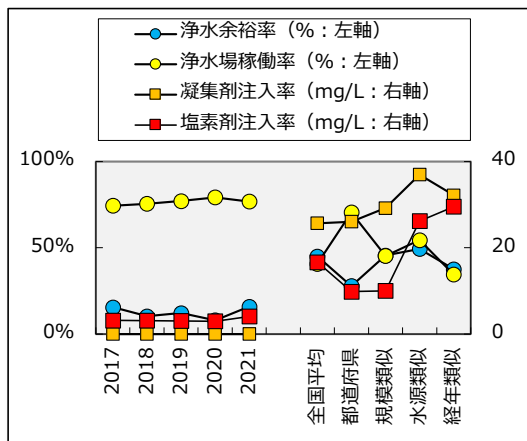 浄水余裕率（%：左軸）
浄水場稼働率（%：左軸）
凝集剤注入率（mg/L：右軸）
塩素剤注入率（mg/L：右軸）
100%
50%
0%
40
20
0
2017
2018
2019
2020
2021
全国平均
都道府県
規模類似
水源類似
経年類似